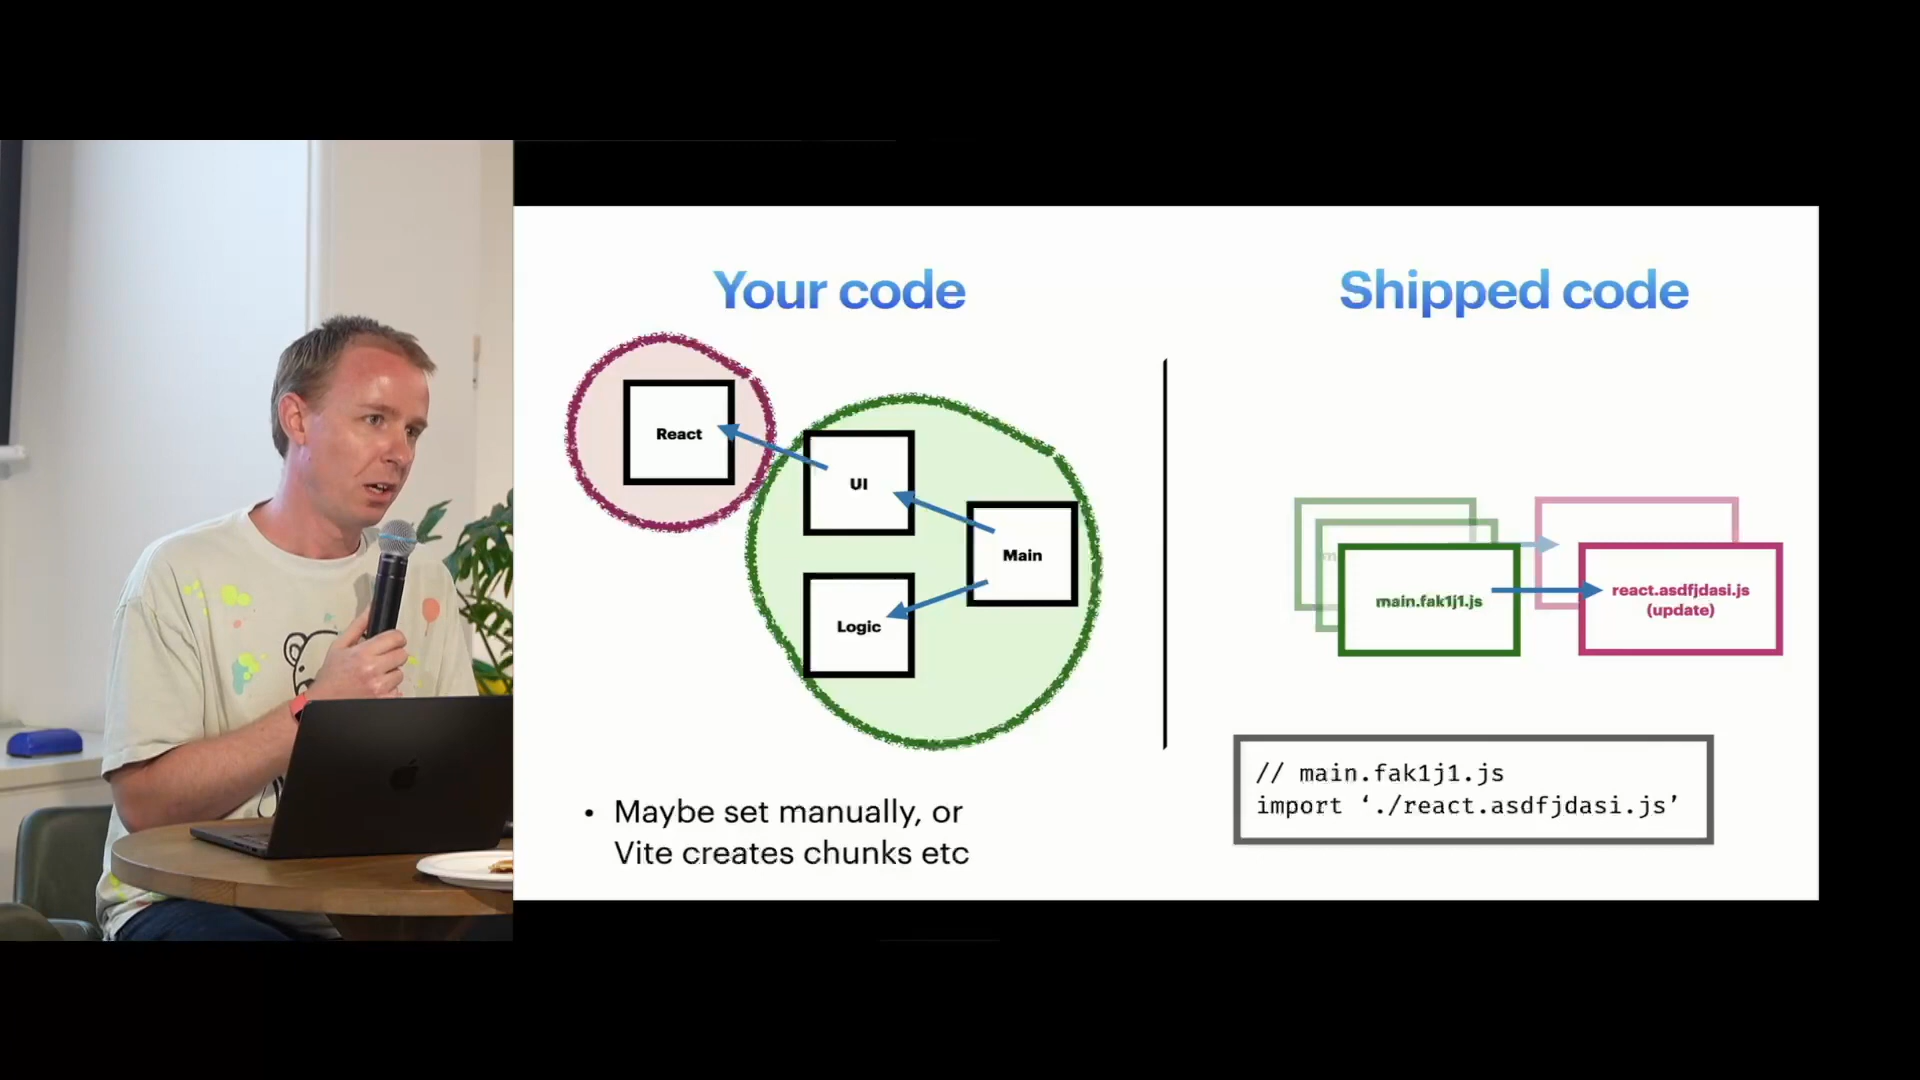 Your code
Shipped code
React
UI
Main
Logic
main.fak1j1.js
react.asdfjdasi.js
(update)
• Maybe set manually, or
Vite creates chunks etc
// main.fak1j1.js
import ‘./react.asdfjdasi.js’